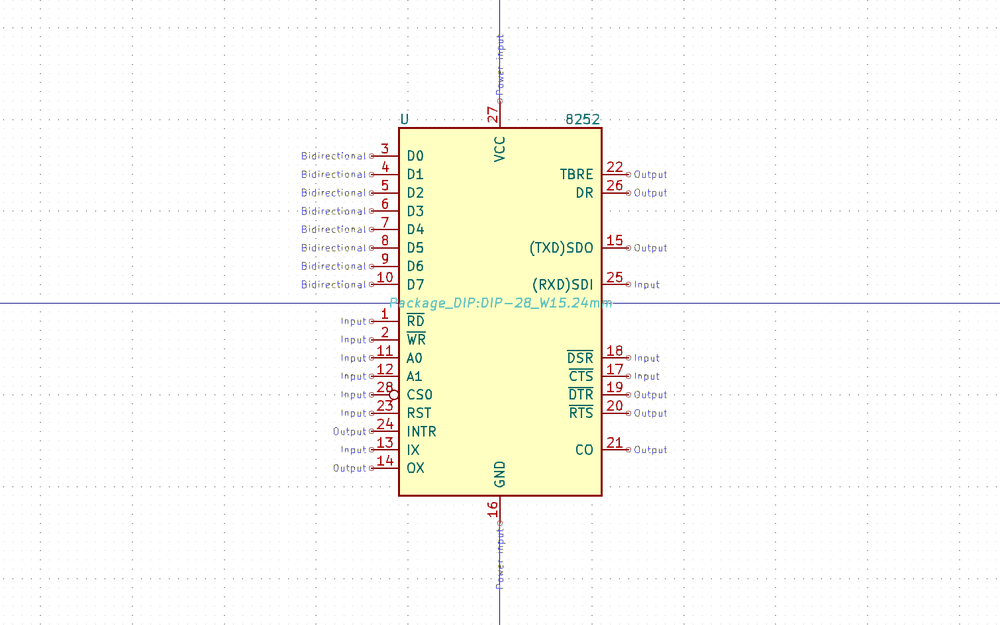 Power input
27
U 8252
VCC
Bidirectional 3 D0
Bidirectional 4 D1 TBRE 22 Output
Bidirectional 5 D2 DR 26 Output
Bidirectional 6 D3
Bidirectional 7 D4
Bidirectional 8 D5 (TXD)SDO 15 Output
Bidirectional 9 D6
Bidirectional 10 D7 (RXD)SDI 25 Input
Package_DIP:DIP-28_W15.24mm
Input 1 RD
Input 2 WR
Input 11 A0 DSR 18 Input
Input 12 A1 CTS 17 Input
Input 28 CS0 DTR 19 Output
Input 23 RST RTS 20 Output
Output 24 INTR
Input 13 IX CO 21 Output
Output 14 OX
GND
16
Power input